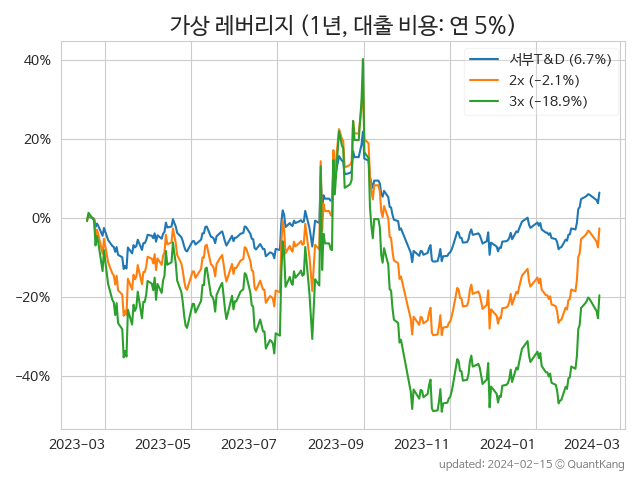 가상 레버리지 (1년, 대출 비용: 연 5%)
서부T&D (6.7%)
2x (−2.1%)
3x (−18.9%)
40%
20%
0%
−20%
−40%
2023−03 2023−05 2023−07 2023−09 2023−11 2024−01 2024−03
updated: 2024−02−15 © QuantKang